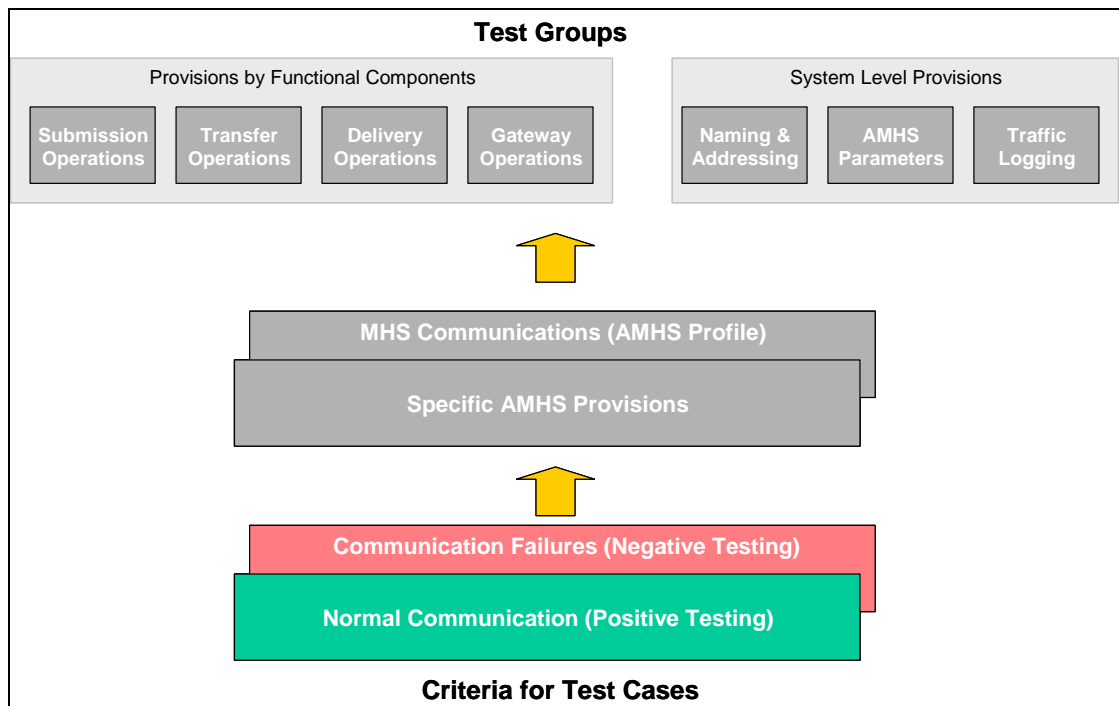 Test Groups
Provisions by Functional Components
Submission
Operations
Transfer
Operations
Delivery
Operations
Gateway
Operations
System Level Provisions
Naming &
Addressing
AMHS
Parameters
Traffic
Logging
MHS Communications (AMHS Profile)
Specific AMHS Provisions
Communication Failures (Negative Testing)
Normal Communication (Positive Testing)
Criteria for Test Cases